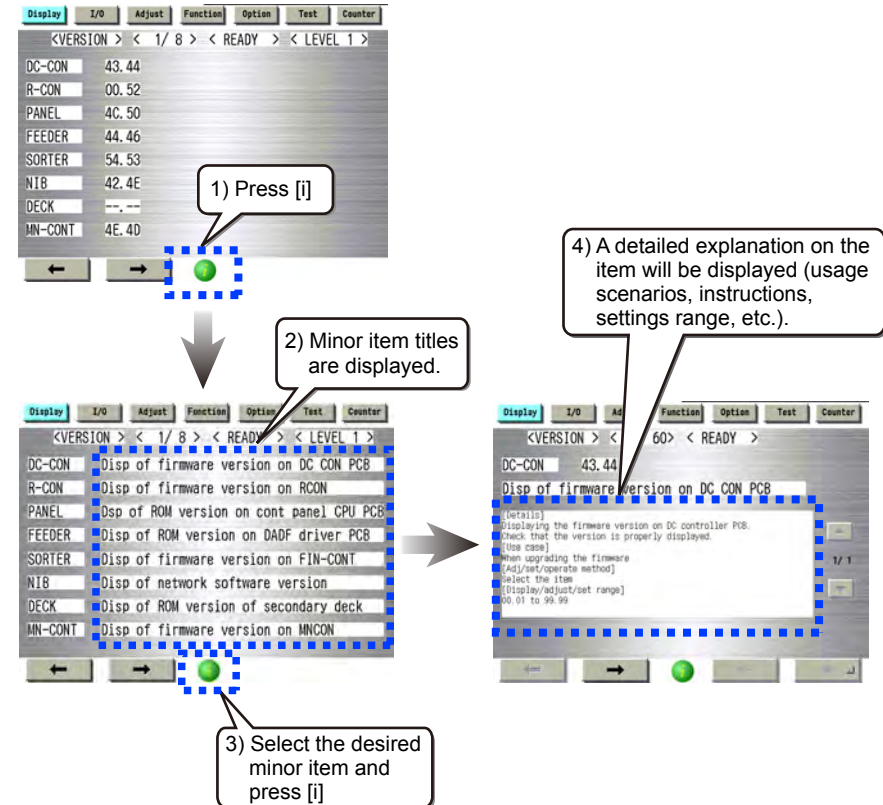 Display I/O Adjust Function Option Test Counter
<VERSION > < 1/ 8 > < READY > < LEVEL 1 >
DC-CON 43.44
R-CON 00.52
PANEL 4C.50
FEEDER 44.46
SORTER 54.53
NIB 42.4E
DECK --.--
MN-CONT 4E.4D
1) Press [i]
2) Minor item titles
are displayed.
Display I/O Adjust Function Option Test Counter
<VERSION > < 1/ 8 > < READY > < LEVEL 1 >
DC-CON Disp of firmware version on DC CON PCB
R-CON Disp of firmware version on RCON
PANEL Dsp of ROM version on cont panel CPU PCB
FEEDER Disp of ROM version on DADF driver PCB
SORTER Disp of firmware version on FIN-CONT
NIB Disp of network software version
DECK Disp of ROM version of secondary deck
MN-CONT Disp of firmware version on MNCON
3) Select the desired
minor item and
press [i]
4) A detailed explanation on the
item will be displayed (usage
scenarios, instructions,
settings range, etc.).
Display I/O Function Option Test Counter
<VERSION > < 60> < READY >
DC-CON 43.44
Disp of firmware version on DC CON PCB
[Details]
Displaying the firmware version on DC controller PCB.
Check that the version is properly displayed.
[Use case]
When upgrading the firmware
[Adj/set/operate method]
Select the item
[Display/adjust/set range]
00.01 to 99.99
1/ 1